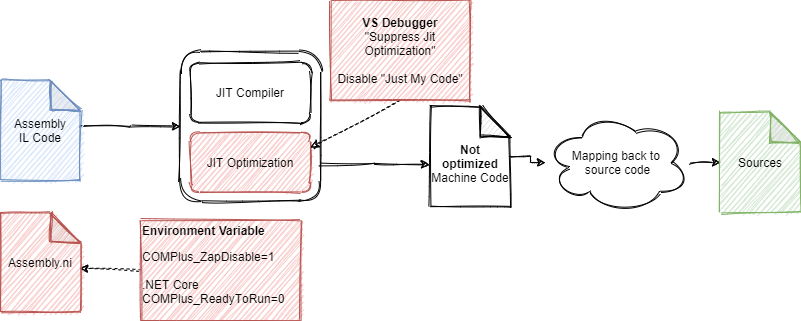 VS Debugger
"Suppress Jit
Optimization"
Disable "Just My Code"
JIT Compiler
Assembly
IL Code
JIT Optimization
Not
optimized
Machine Code
Mapping back to
source code
Sources
Assembly.ni
Environment Variable
COMPlus_ZapDisable=1
.NET Core
COMPlus_ReadyToRun=0